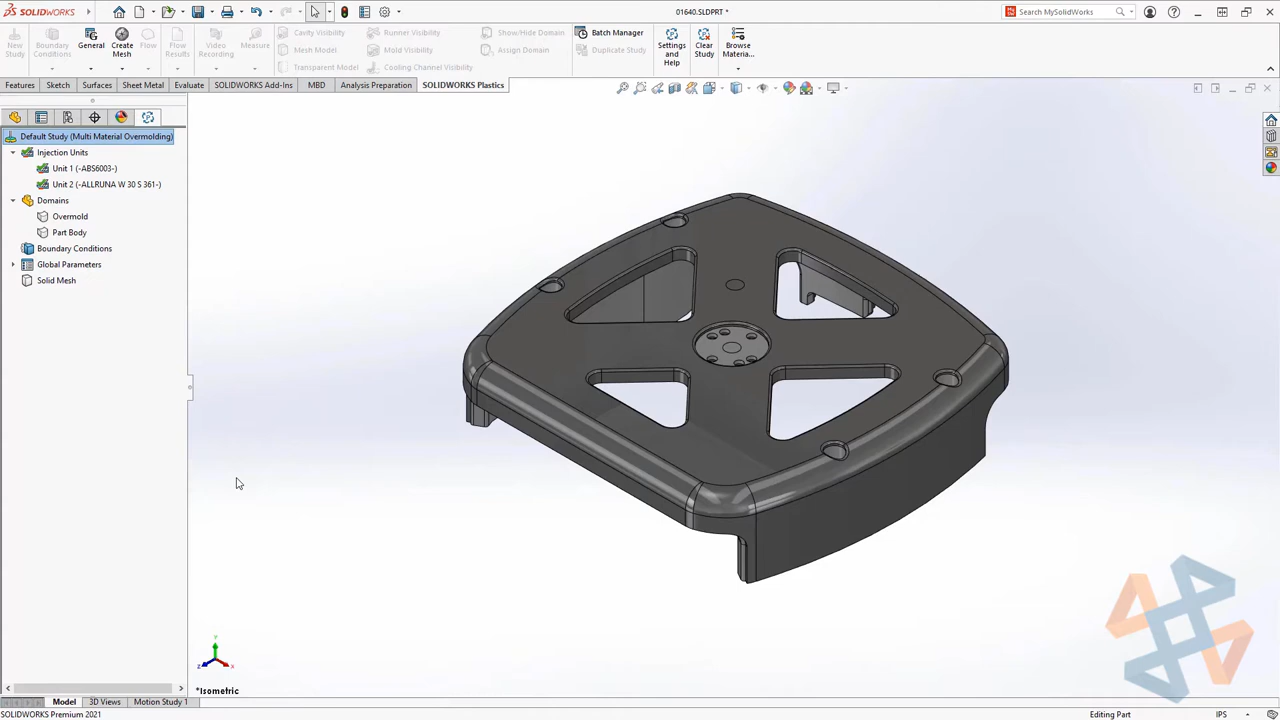 SOLIDWORKS
01640.SLDPRT *
Search MySolidWorks
New Study
Boundary Conditions
General
Create Mesh
Flow
Flow Results
Video Recording
Measure
Cavity Visibility
Mesh Model
Transparent Model
Runner Visibility
Mold Visibility
Cooling Channel Visibility
Show/Hide Domain
Assign Domain
Batch Manager
Duplicate Study
Settings and Help
Clear Study
Browse Materia...
Features Sketch Surfaces Sheet Metal Evaluate SOLIDWORKS Add-Ins MBD Analysis Preparation SOLIDWORKS Plastics
Default Study (Multi Material Overmolding)
Injection Units
Unit 1 (-ABS6003-)
Unit 2 (-ALLRUNA W 30 S 361-)
Domains
Overmold
Part Body
Boundary Conditions
Global Parameters
Solid Mesh
Y
Z X
*Isometric
Model 3D Views Motion Study 1
SOLIDWORKS Premium 2021 Editing Part IPS